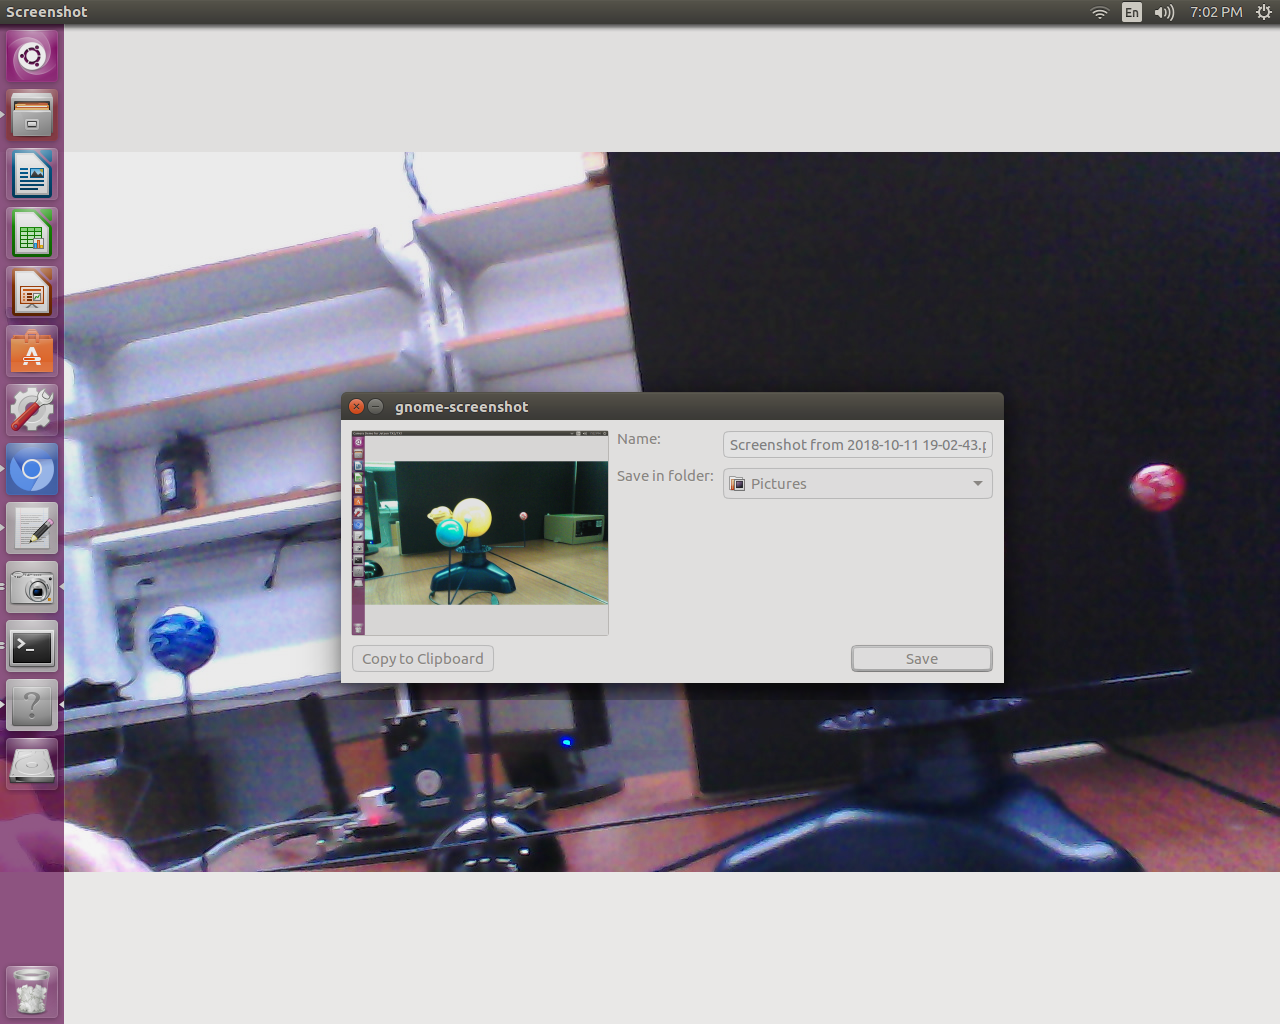 Screenshot
En
7:02 PM
gnome-screenshot
Name:
Screenshot from 2018-10-11 19-02-43.p
Save in folder:
Pictures
Copy to Clipboard
Save